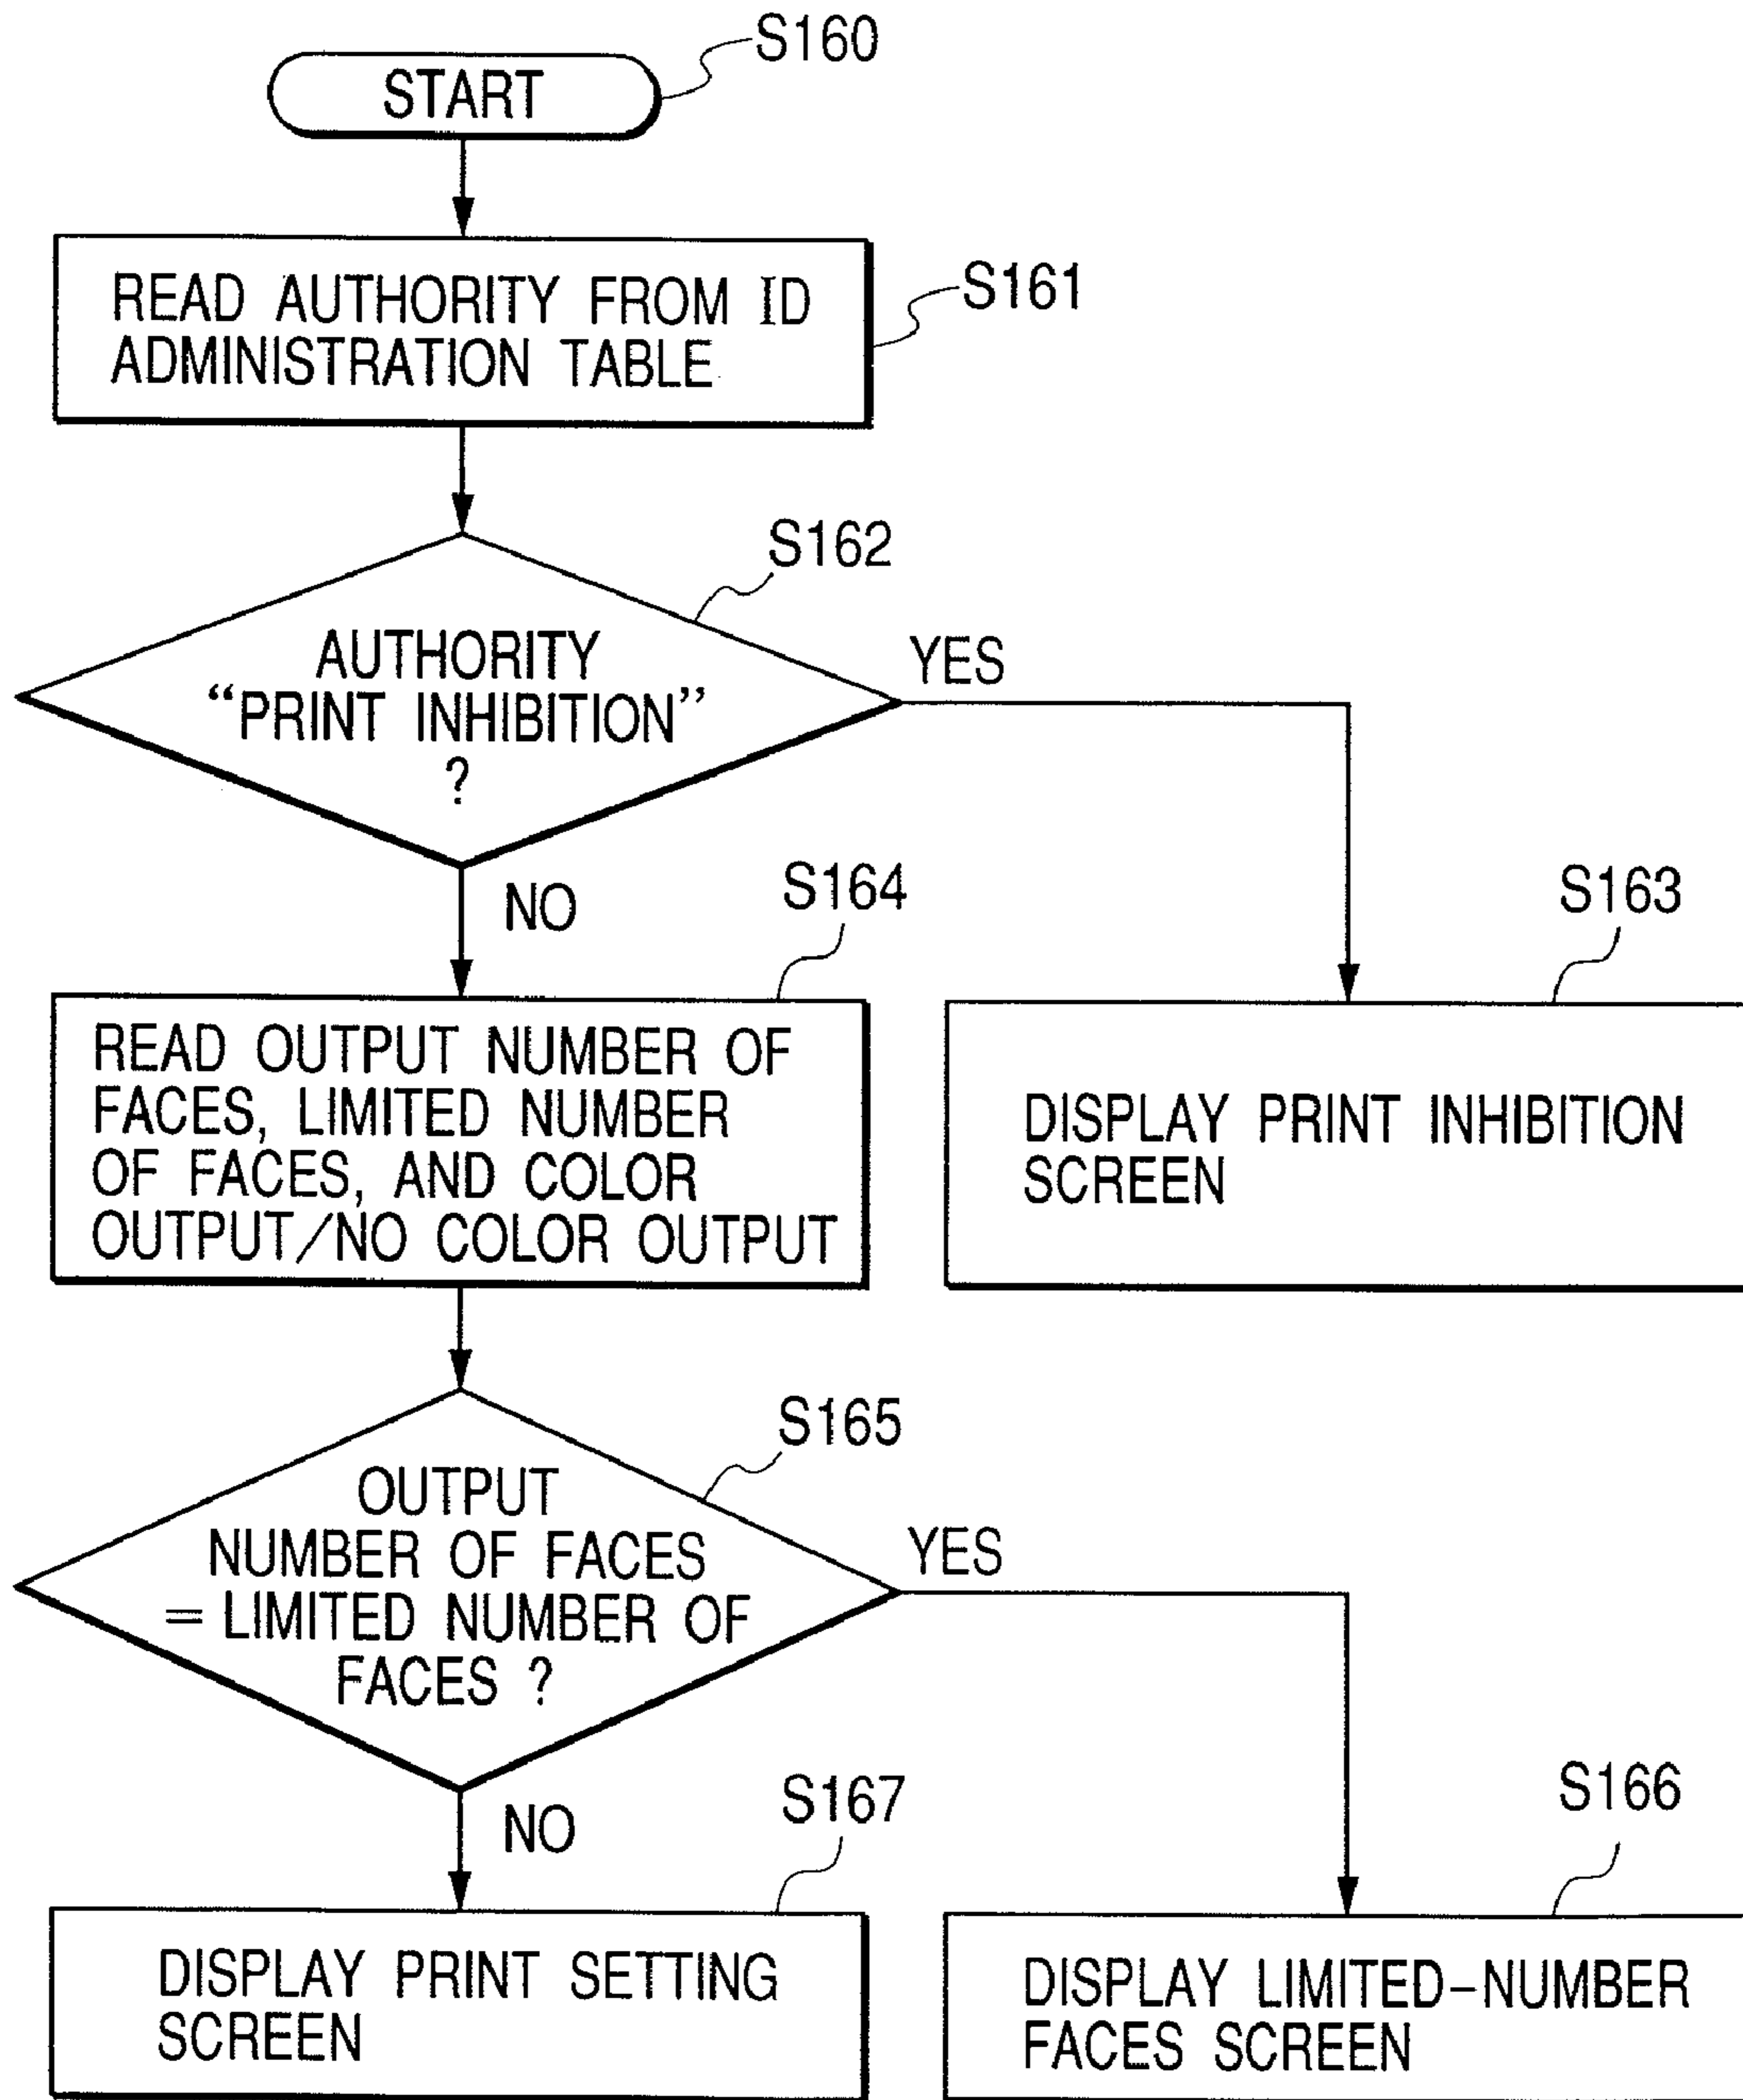 START
S160
READ AUTHORITY FROM ID
ADMINISTRATION TABLE
S161
S162
AUTHORITY
“PRINT INHIBITION”
?
YES
NO
S164
READ OUTPUT NUMBER OF
FACES, LIMITED NUMBER
OF FACES, AND COLOR
OUTPUT/NO COLOR OUTPUT
S163
DISPLAY PRINT INHIBITION
SCREEN
S165
OUTPUT
NUMBER OF FACES
= LIMITED NUMBER OF
FACES ?
YES
NO
S167
DISPLAY PRINT SETTING
SCREEN
S166
DISPLAY LIMITED-NUMBER
FACES SCREEN